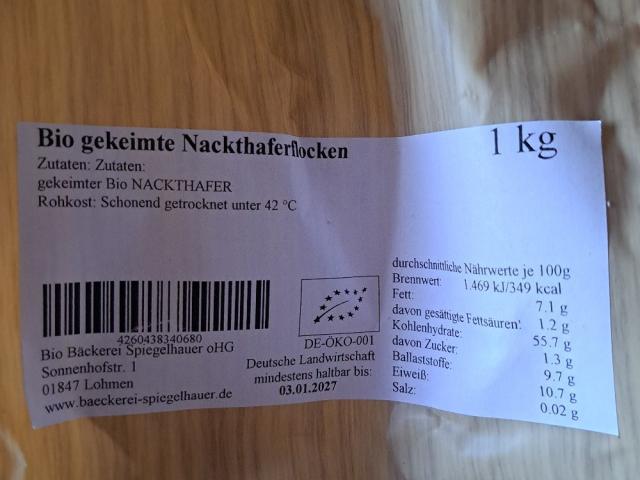 Bio gekeimte Nackthaferflocken
1 kg
Zutaten: Zutaten:
gekeimter Bio NACKTHAFER
Rohkost: Schonend getrocknet unter 42 °C
4260438340680
Bio Bäckerei Spiegelhauer oHG
Sonnenhofstr. 1
01847 Lohmen
www.baeckerei-spiegelhauer.de
DE-ÖKO-001
Deutsche Landwirtschaft
mindestens haltbar bis:
03.01.2027
durchschnittliche Nährwerte je 100g
Brennwert: 1.469 kJ/349 kcal
Fett: 7.1 g
davon gesättigte Fettsäuren: 1.2 g
Kohlenhydrate: 55.7 g
davon Zucker: 1.3 g
Ballaststoffe: 9.7 g
Eiweiß: 10.7 g
Salz: 0.02 g